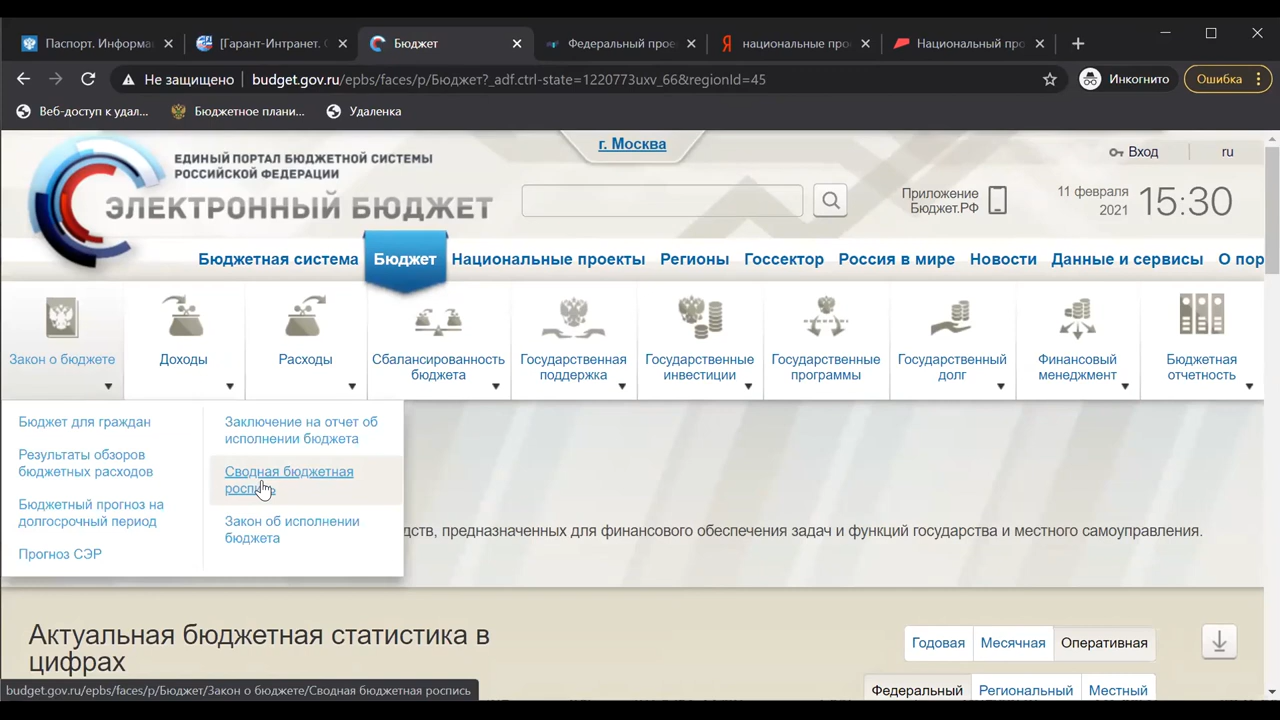 Паспорт. Информа
[Гарант-Интранет.
Бюджет
Федеральный прое
национальные про
Национальный про
Не защищено
budget.gov.ru/epbs/faces/p/Бюджет?_adf.ctrl-state=1220773uxv_66&regionId=45
Инкогнито
Ошибка
Веб-доступ к удал...
Бюджетное плани...
Удаленка
г. Москва
ЕДИНЫЙ ПОРТАЛ БЮДЖЕТНОЙ СИСТЕМЫ
РОССИЙСКОЙ ФЕДЕРАЦИИ
ЭЛЕКТРОННЫЙ БЮДЖЕТ
Вход
ru
Приложение
Бюджет.РФ
11 февраля
2021
15:30
Бюджетная система
Бюджет
Национальные проекты
Регионы
Госсектор
Россия в мире
Новости
Данные и сервисы
О пор
Закон о бюджете
Доходы
Расходы
Сбалансированность
бюджета
Государственная
поддержка
Государственные
инвестиции
Государственные
программы
Государственный
долг
Финансовый
менеджмент
Бюджетная
отчетность
Бюджет для граждан
Результаты обзоров
бюджетных расходов
Бюджетный прогноз на
долгосрочный период
Прогноз СЭР
Заключение на отчет об
исполнении бюджета
Сводная бюджетная
роспись
Закон об исполнении
бюджета
дств, предназначенных для финансового обеспечения задач и функций государства и местного самоуправления.
Актуальная бюджетная статистика в
цифрах
Годовая
Месячная
Оперативная
Федеральный
Региональный
Местный
budget.gov.ru/epbs/faces/p/Бюджет/Закон о бюджете/Сводная бюджетная роспись